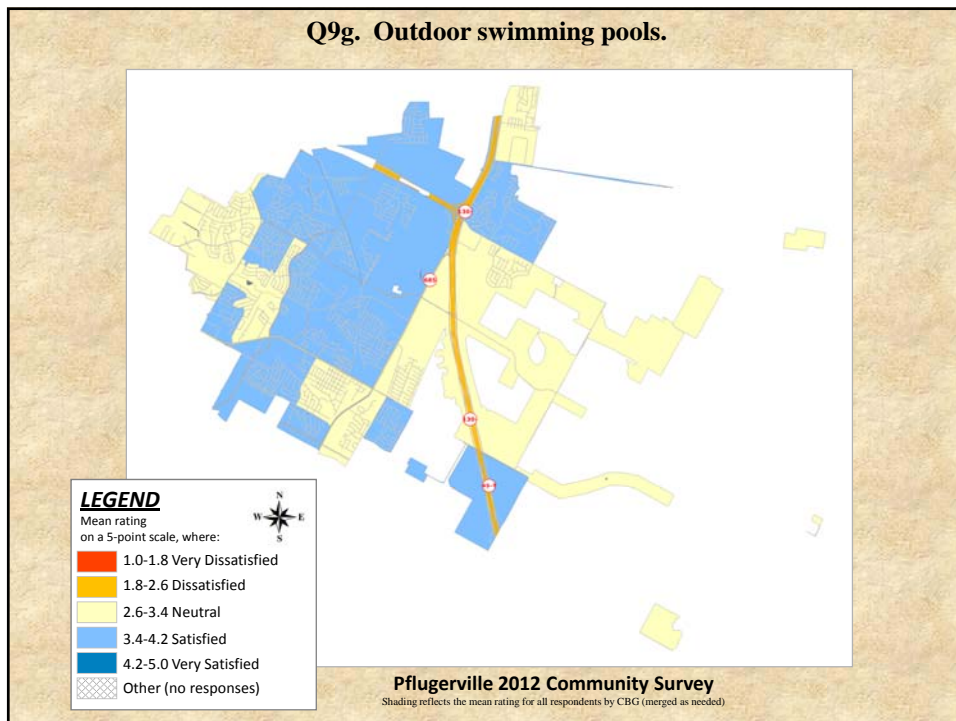 Q9g. Outdoor swimming pools.
685
LEGEND
N
W E
S
Mean rating
on a 5-point scale, where:
1.0-1.8 Very Dissatisfied
1.8-2.6 Dissatisfied
2.6-3.4 Neutral
3.4-4.2 Satisfied
4.2-5.0 Very Satisfied
Other (no responses)
Pflugerville 2012 Community Survey
Shading reflects the mean rating for all respondents by CBG (merged as needed)